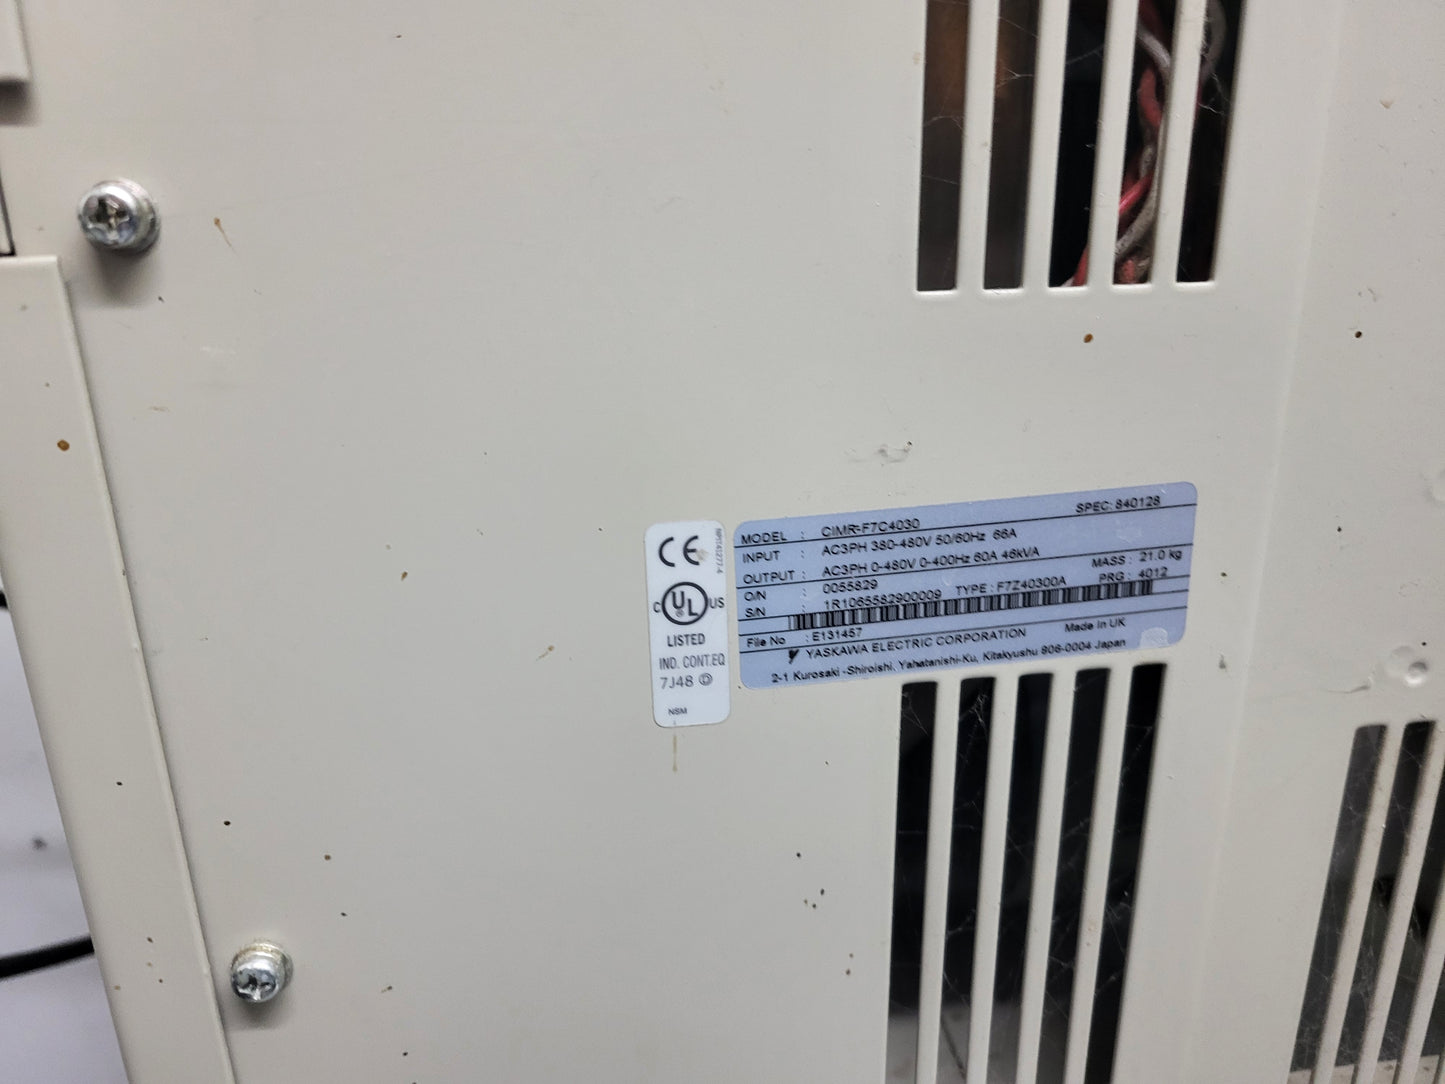 CE
NPI141277-4
C UL US
®
LISTED
IND. CONT.EQ
7J48 D
NSM
MODEL : CIMR-F7C4030 SPEC: 840128
INPUT : AC3PH 380-480V 50/60Hz 66A
OUTPUT : AC3PH 0-480V 0-400Hz 60A 46kVA MASS : 21.0 kg
O/N : 0055829 PRG : 4012
S/N : 1R1065582900009 TYPE : F7Z40300A
File No : E131457
YASKAWA ELECTRIC CORPORATION Made In UK
2-1 Kurosaki -Shiroishi, Yahatanishi-Ku, Kitakyushu 806-0004 Japan